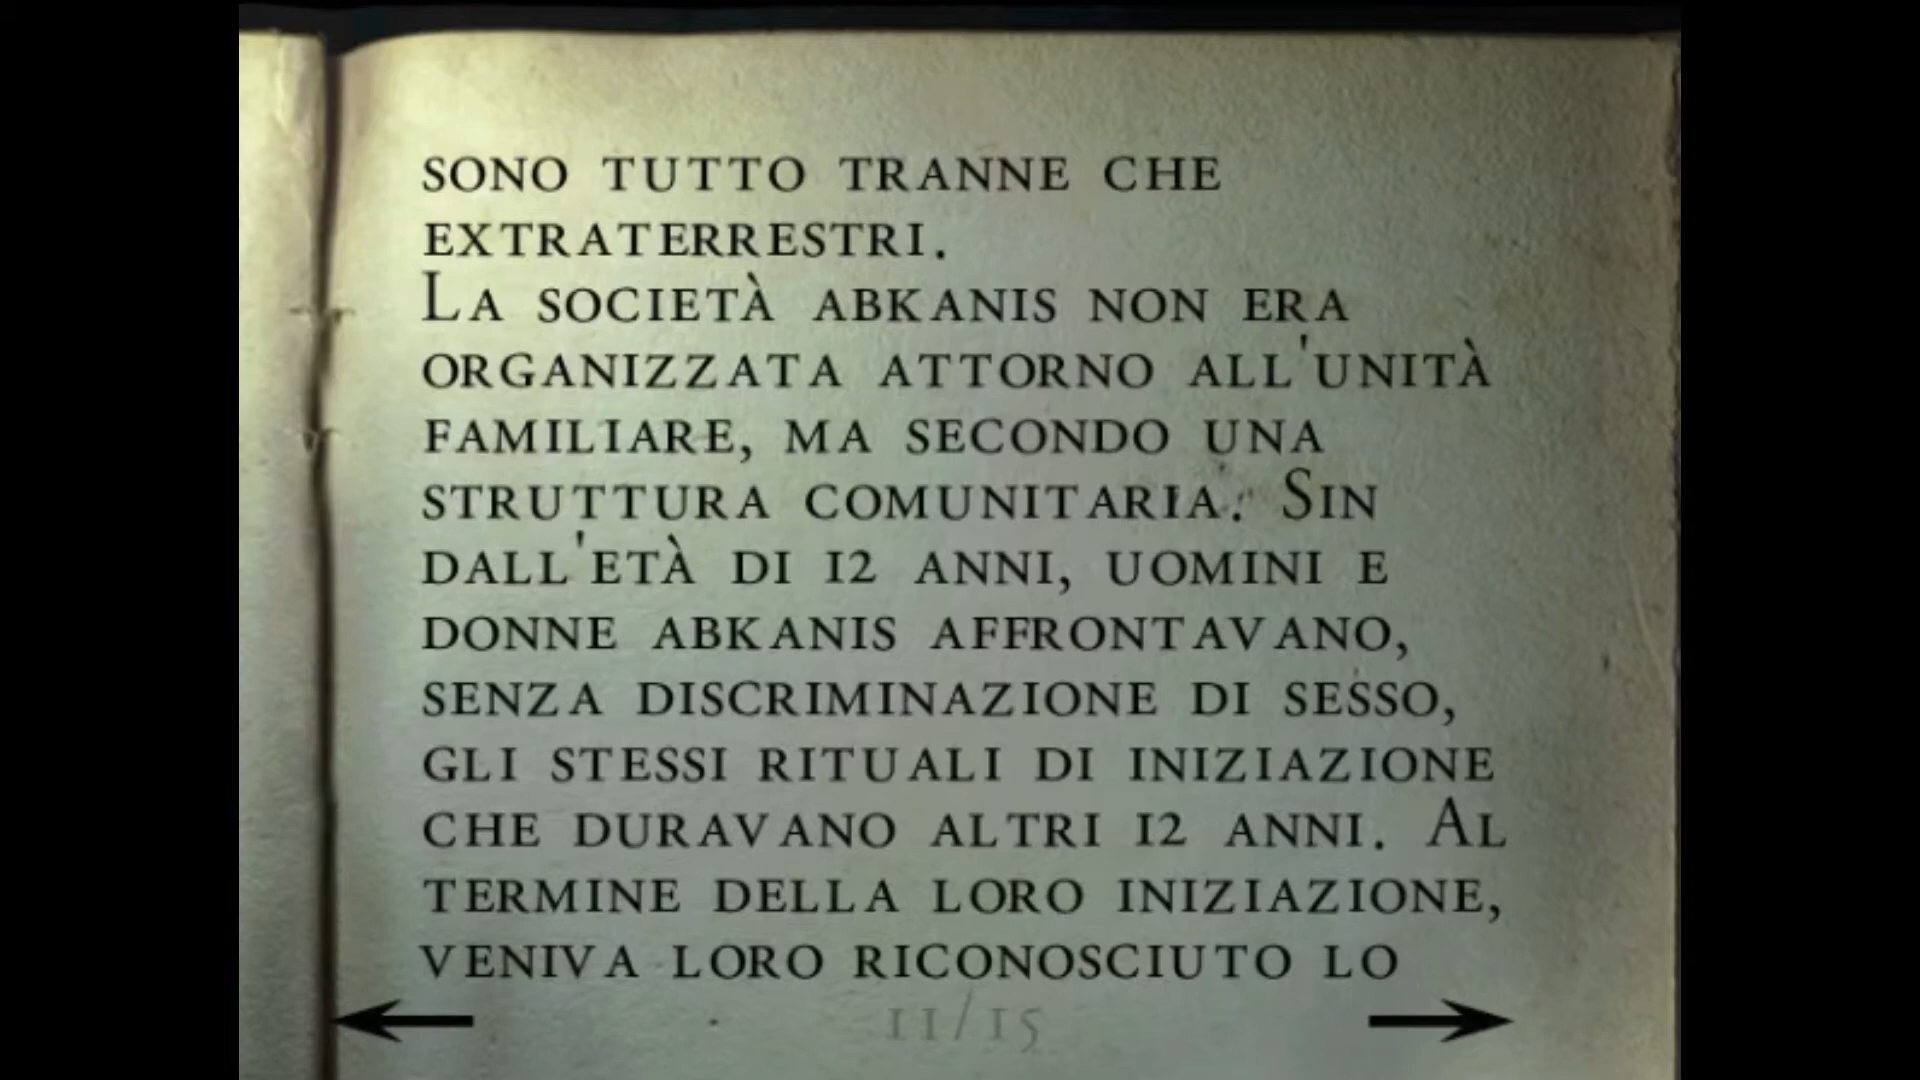 SONO TUTTO TRANNE CHE
EXTRATERRESTRI.
LA SOCIETÀ ABKANIS NON ERA
ORGANIZZATA ATTORNO ALL'UNITÀ
FAMILIARE, MA SECONDO UNA
STRUTTURA COMUNITARIA. SIN
DALL'ETÀ DI 12 ANNI, UOMINI E
DONNE ABKANIS AFFRONTAVANO,
SENZA DISCRIMINAZIONE DI SESSO,
GLI STESSI RITUALI DI INIZIAZIONE
CHE DURAVANO ALTRI 12 ANNI. AL
TERMINE DELLA LORO INIZIAZIONE,
VENIVA LORO RICONOSCIUTO LO
11/15